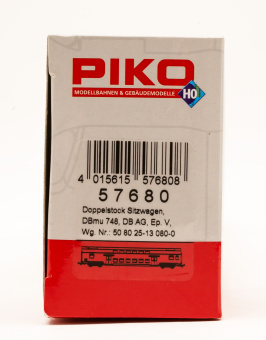 PIKO
MODELLBAHNEN & GEBÄUDEMODELLE
HO
4 015615 576808
57680
Doppelstock Sitzwagen,
DBmu 748, DB AG, Ep. V,
Wg. Nr.: 50 80 25-13 080-0